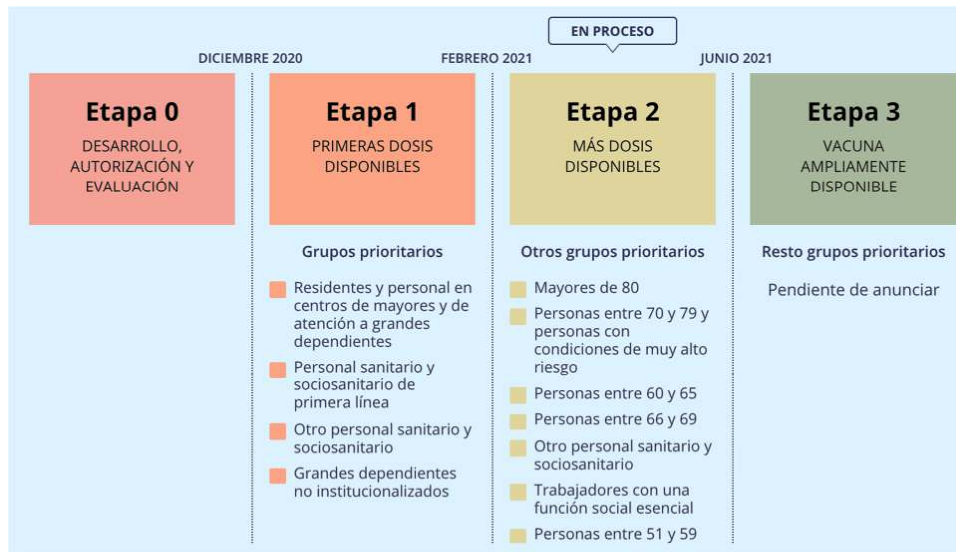 EN PROCESO
DICIEMBRE 2020
FEBRERO 2021
JUNIO 2021
Etapa 0
DESARROLLO,
AUTORIZACIÓN Y
EVALUACIÓN
Etapa 1
PRIMERAS DOSIS
DISPONIBLES
Grupos prioritarios
Residentes y personal en
centros de mayores y de
atención a grandes
dependientes
Personal sanitario y
sociosanitario de
primera línea
Otro personal sanitario y
sociosanitario
Grandes dependientes
no institucionalizados
Etapa 2
MÁS DOSIS
DISPONIBLES
Otros grupos prioritarios
Mayores de 80
Personas entre 70 y 79 y
personas con
condiciones de muy alto
riesgo
Personas entre 60 y 65
Personas entre 66 y 69
Otro personal sanitario y
sociosanitario
Trabajadores con una
función social esencial
Personas entre 51 y 59
Etapa 3
VACUNA
AMPLIAMENTE
DISPONIBLE
Resto grupos prioritarios
Pendiente de anunciar